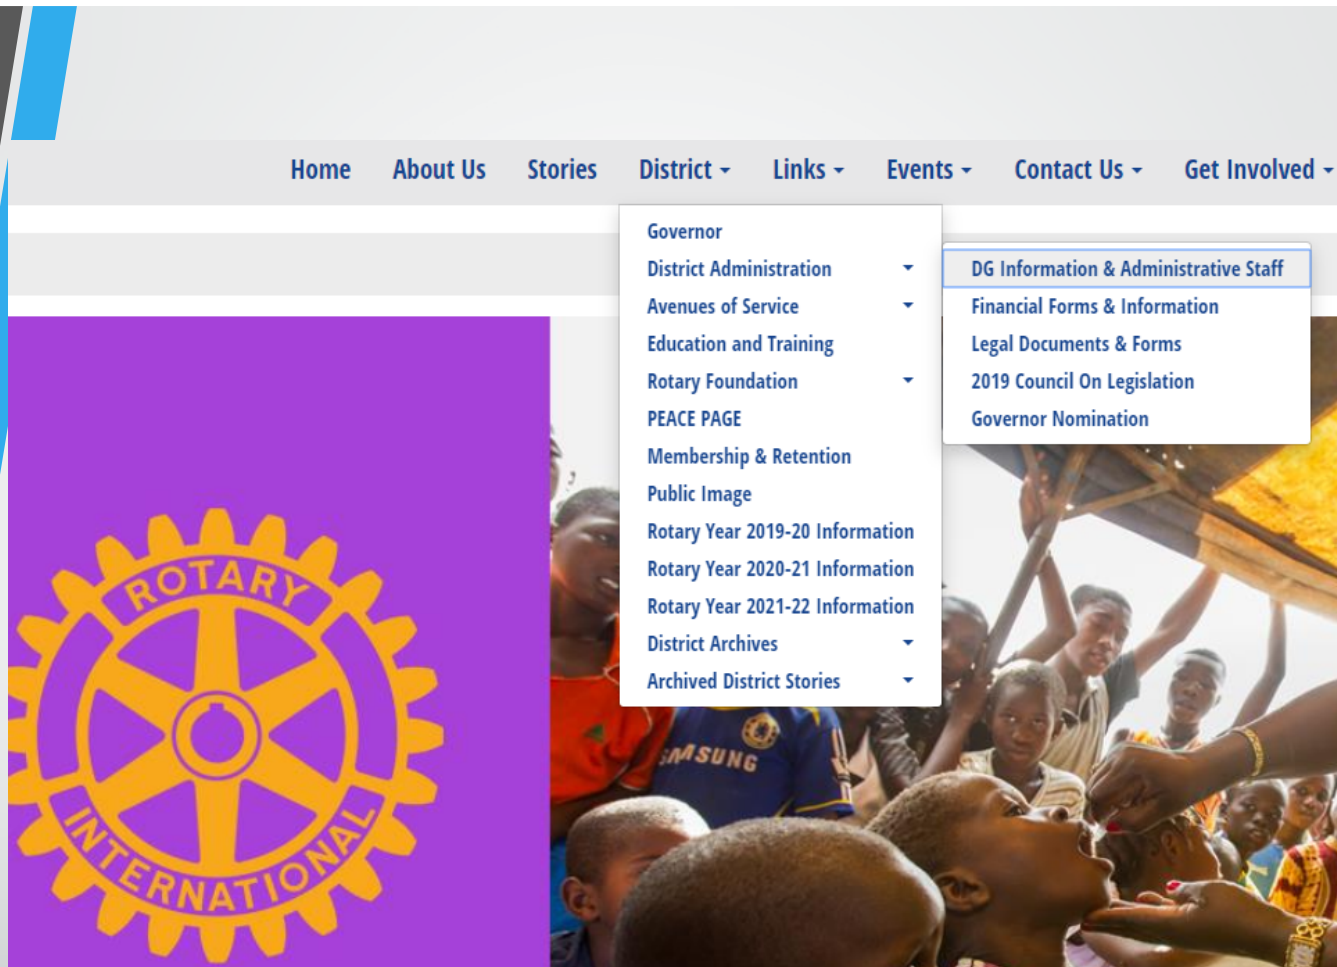 Home About Us Stories District Links Events Contact Us Get Involved
Governor
District Administration
Avenues of Service
Education and Training
Rotary Foundation
PEACE PAGE
Membership & Retention
Public Image
Rotary Year 2019-20 Information
Rotary Year 2020-21 Information
Rotary Year 2021-22 Information
District Archives
Archived District Stories
DG Information & Administrative Staff
Financial Forms & Information
Legal Documents & Forms
2019 Council On Legislation
Governor Nomination
ROTARY
INTERNATIONAL
SAMSUNG